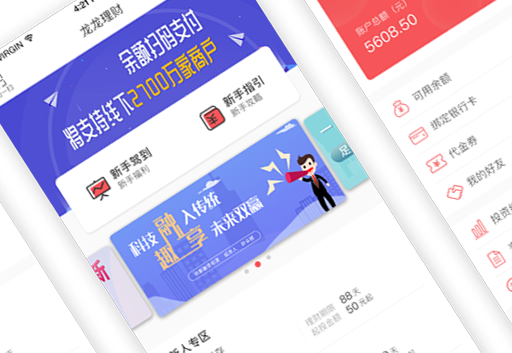 VIRGIN
4:21
龙龙理财
余额扫码支付
将支持线下2700万家商户
新手驾到
新手福利
新手指引
新手攻略
科技融入传统
趣享未来双赢
新人专区
理财期限 88天
起投金额 50元起
账户总额（元）
5608.50
可用余额
绑定银行卡
代金券
我的好友
投资